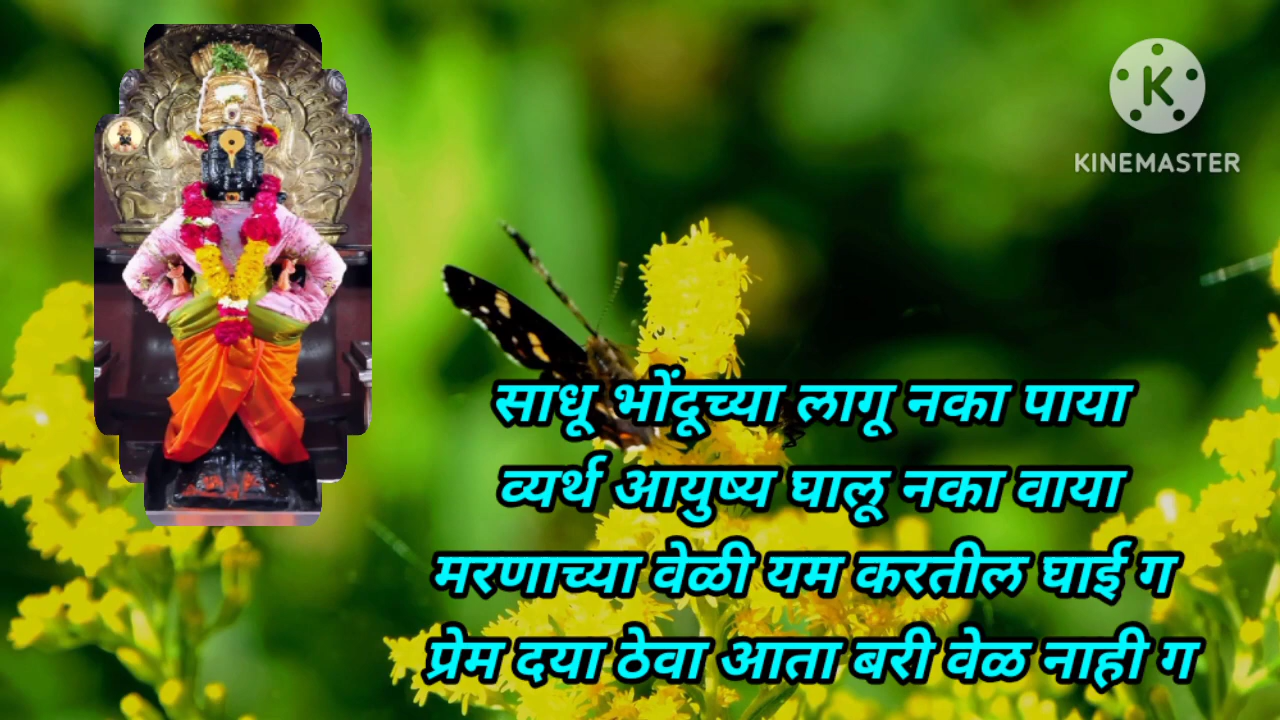 KINEMASTER
साधू भोंदूच्या लागू नका पाया
व्यर्थ आयुष्य घालू नका वाया
मरणाच्या वेळी यम करतील घाई ग
प्रेम दया ठेवा आता बरी वेळ नाही ग